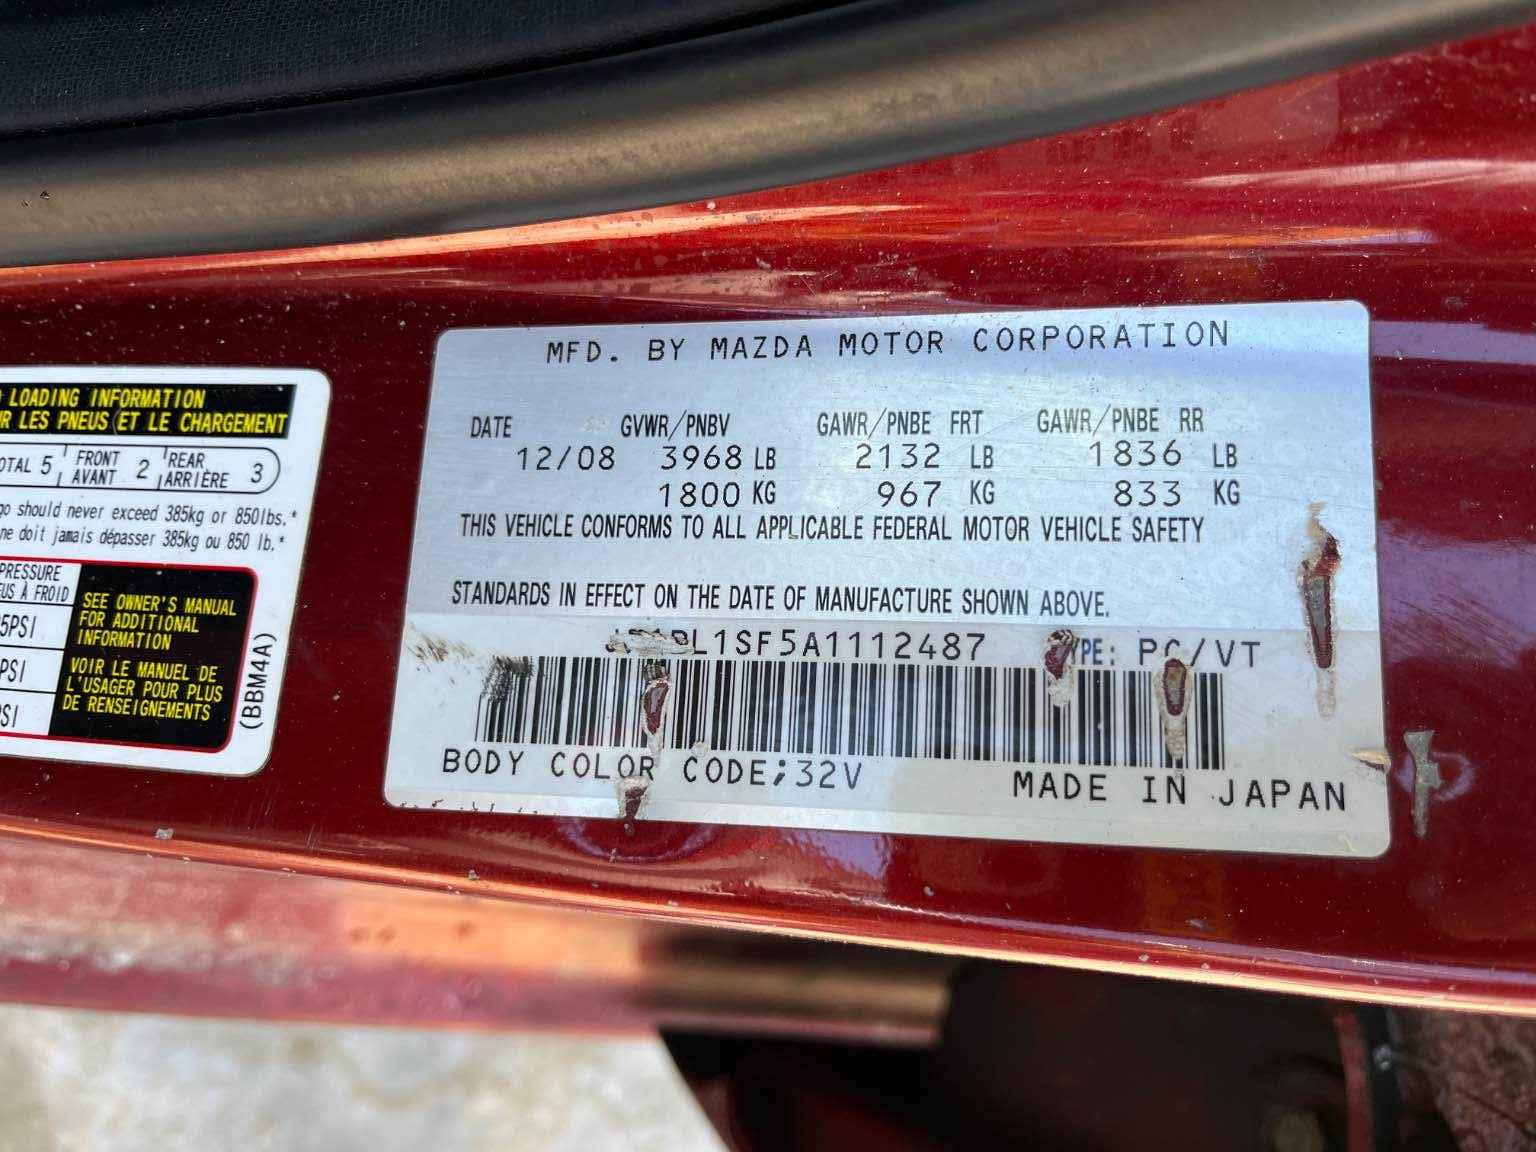 LOADING INFORMATION
LES PNEUS ET LE CHARGEMENT
5 FRONT 2 REAR
AVANT ARRIÈRE 3
should never exceed 385kg or 850lbs.*
ne doit jamais dépasser 385kg ou 850 lb.*
PRESSURE
À FROID
SEE OWNER'S MANUAL
FOR ADDITIONAL
INFORMATION
VOIR LE MANUEL DE
L'USAGER POUR PLUS
DE RENSEIGNEMENTS
PSI
(BBM4A)
MFD. BY MAZDA MOTOR CORPORATION
DATE GVWR/PNBV GAWR/PNBE FRT GAWR/PNBE RR
12/08 3968 LB 2132 LB 1836 LB
1800 KG 967 KG 833 KG
THIS VEHICLE CONFORMS TO ALL APPLICABLE FEDERAL MOTOR VEHICLE SAFETY
STANDARDS IN EFFECT ON THE DATE OF MANUFACTURE SHOWN ABOVE.
L1SF5A1112487 PC/VT
BODY COLOR CODE;32V MADE IN JAPAN